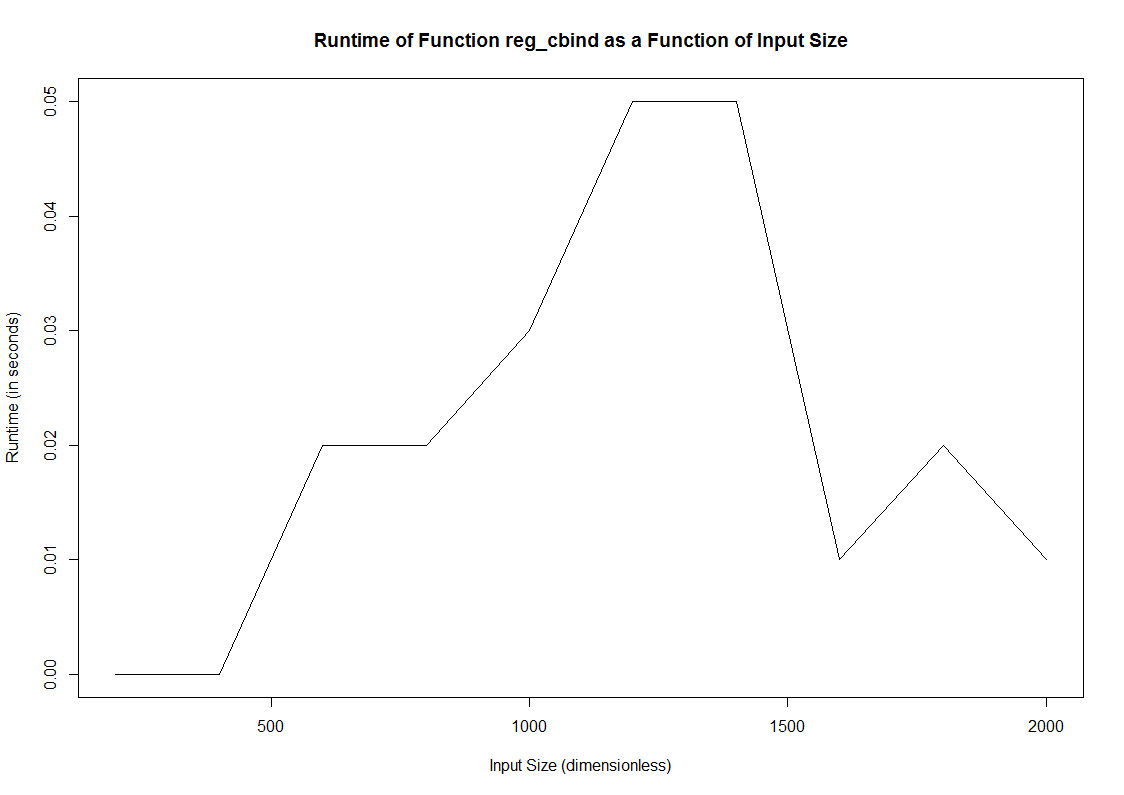 Runtime of Function reg_cbind as a Function of Input Size
Runtime (in seconds)
0.05
0.04
0.03
0.02
0.01
0.00
500 1000 1500 2000
Input Size (dimensionless)